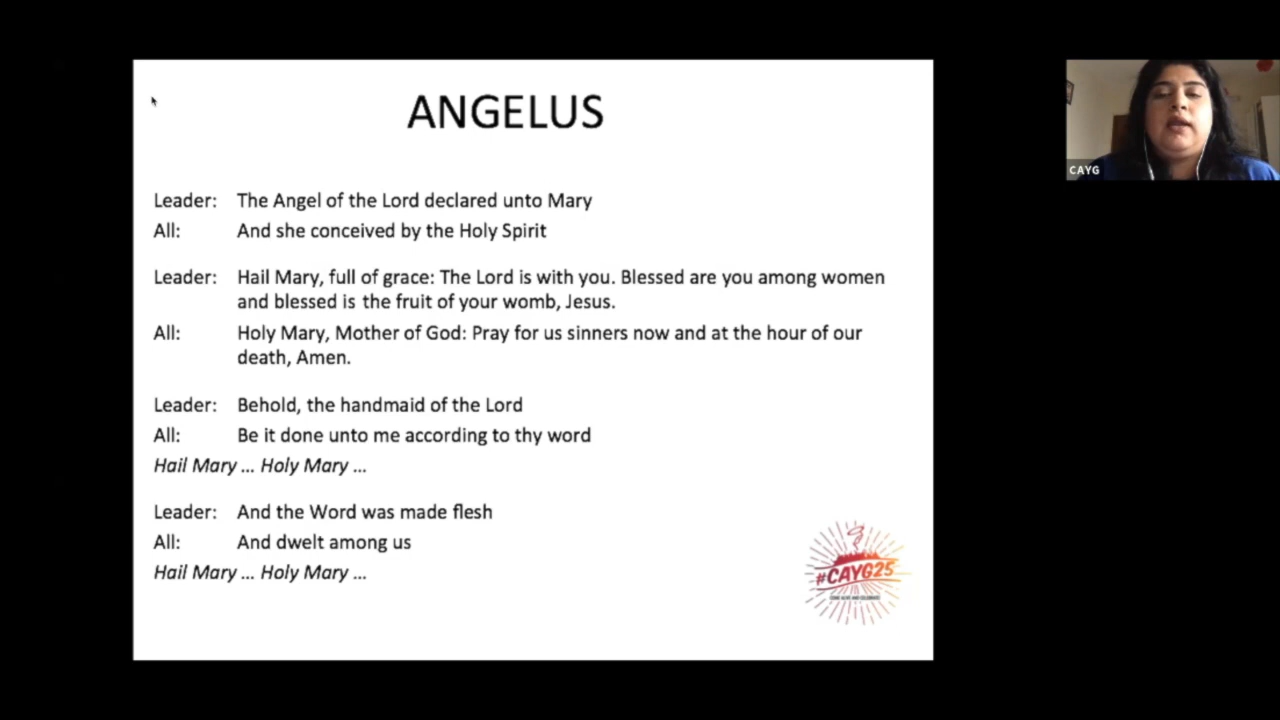 ANGELUS
Leader: The Angel of the Lord declared unto Mary
All: And she conceived by the Holy Spirit
Leader: Hail Mary, full of grace: The Lord is with you. Blessed are you among women
and blessed is the fruit of your womb, Jesus.
All: Holy Mary, Mother of God: Pray for us sinners now and at the hour of our
death, Amen.
Leader: Behold, the handmaid of the Lord
All: Be it done unto me according to thy word
Hail Mary ... Holy Mary ...
Leader: And the Word was made flesh
All: And dwelt among us
Hail Mary ... Holy Mary ...
#CAYG25
COME ALIVE AND CELEBRATE
CAYG